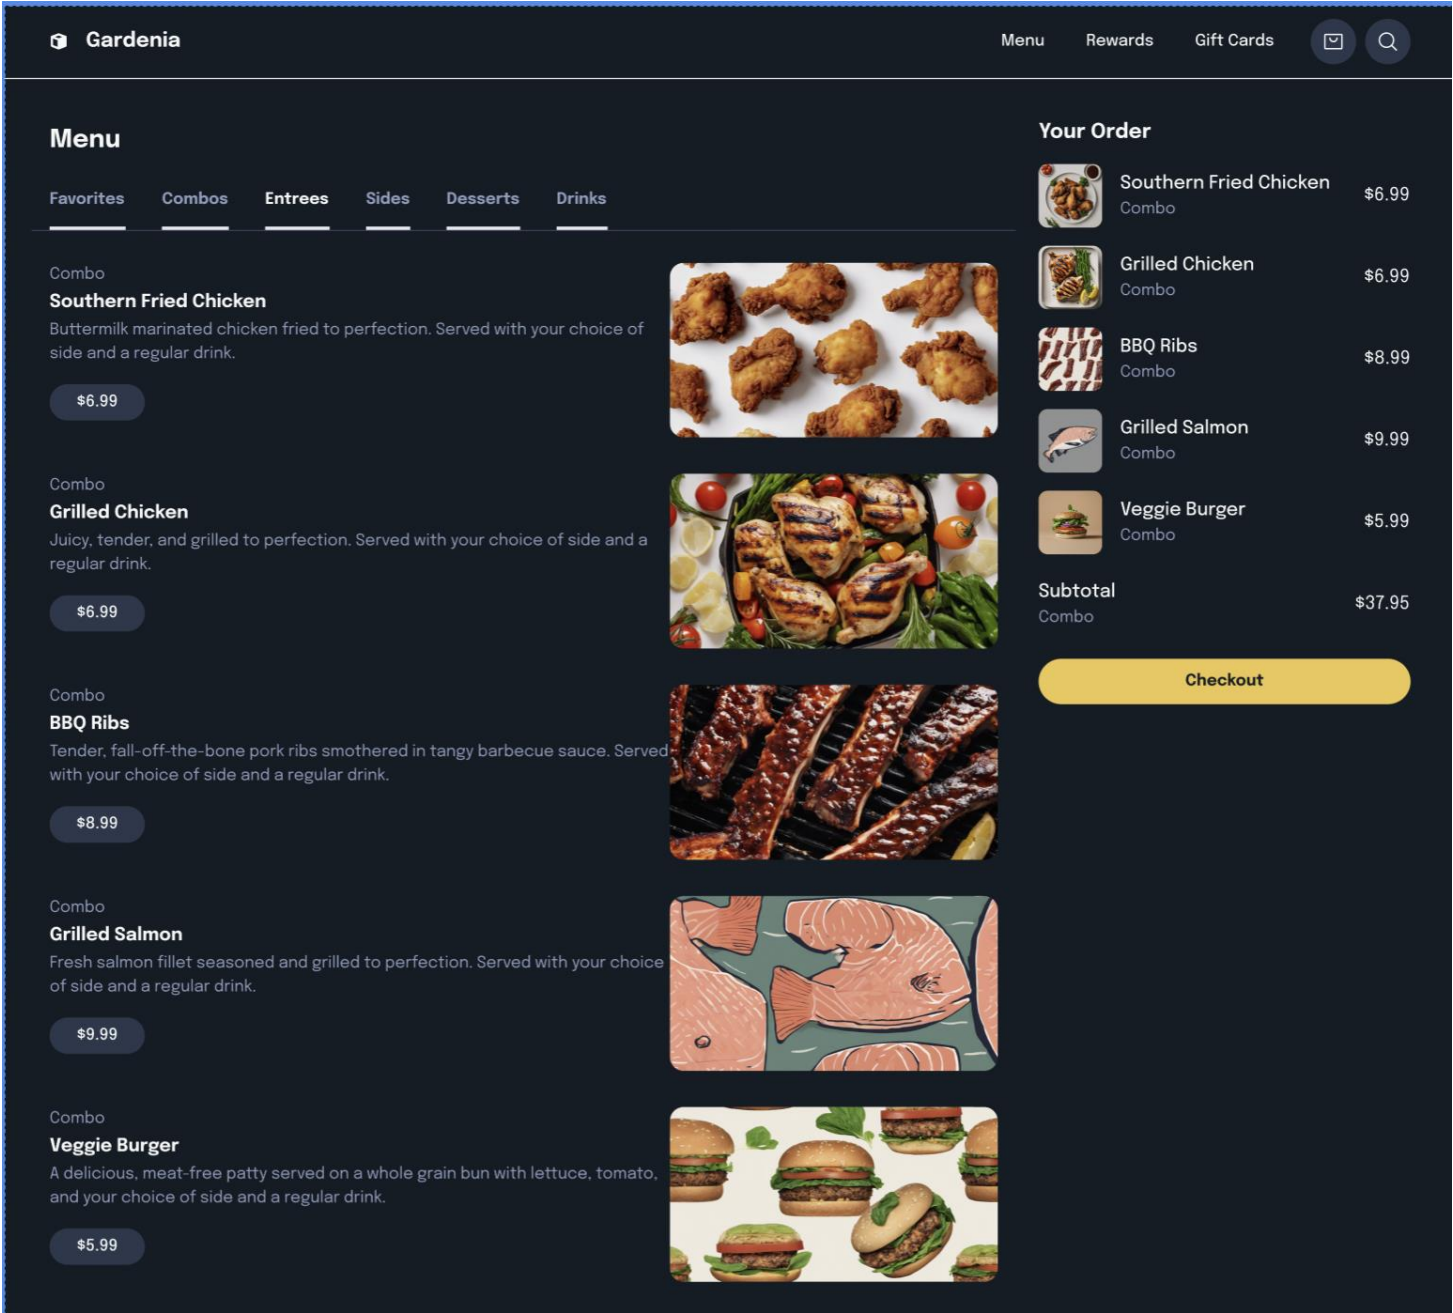 Gardenia
Menu
Rewards
Gift Cards
Menu
Favorites
Combos
Entrees
Sides
Desserts
Drinks
Combo
Southern Fried Chicken
Buttermilk marinated chicken fried to perfection. Served with your choice of
side and a regular drink.
$6.99
Combo
Grilled Chicken
Juicy, tender, and grilled to perfection. Served with your choice of side and a
regular drink.
$6.99
Combo
BBQ Ribs
Tender, fall-off-the-bone pork ribs smothered in tangy barbecue sauce. Served
with your choice of side and a regular drink.
$8.99
Combo
Grilled Salmon
Fresh salmon fillet seasoned and grilled to perfection. Served with your choice
of side and a regular drink.
$9.99
Combo
Veggie Burger
A delicious, meat-free patty served on a whole grain bun with lettuce, tomato,
and your choice of side and a regular drink.
$5.99
Your Order
Southern Fried Chicken
Combo
$6.99
Grilled Chicken
Combo
$6.99
BBQ Ribs
Combo
$8.99
Grilled Salmon
Combo
$9.99
Veggie Burger
Combo
$5.99
Subtotal
Combo
$37.95
Checkout